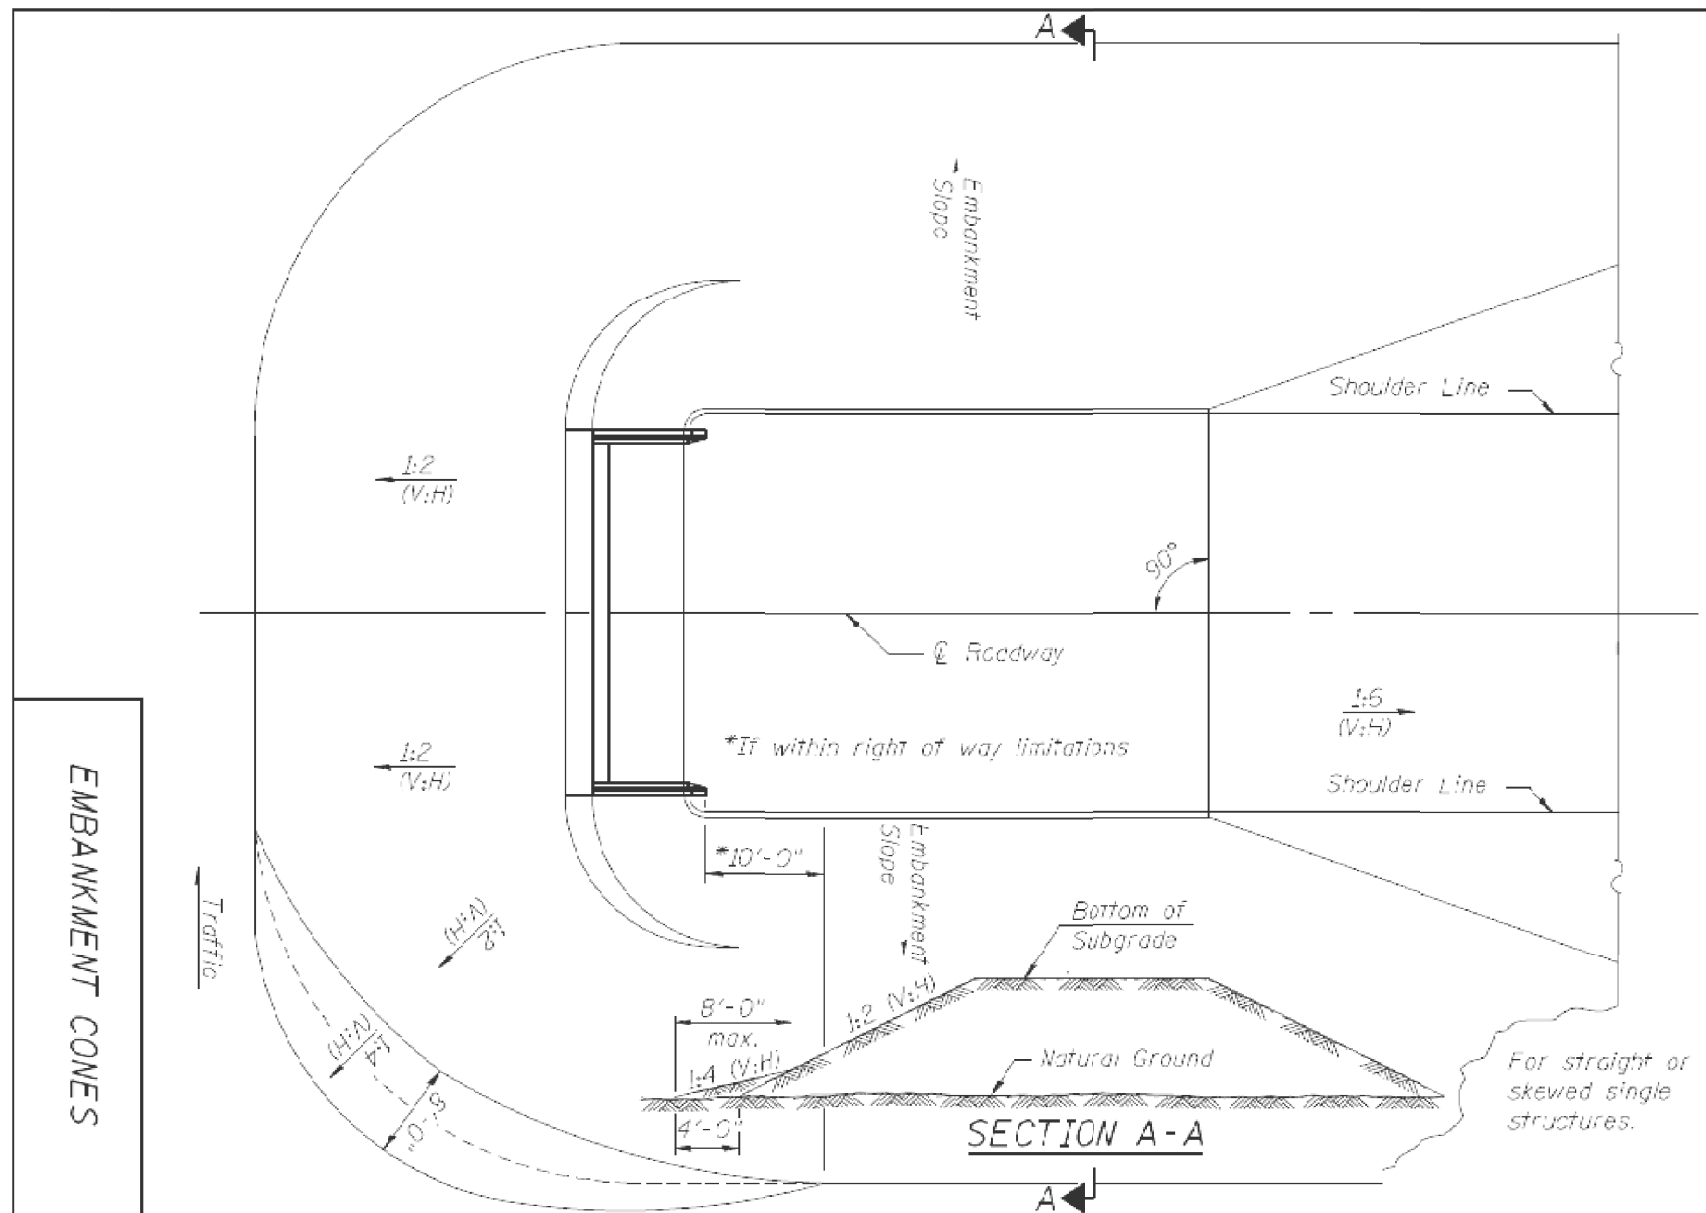 A
Embankment
Slope
Shoulder Line
1:2
(V:H)
90°
℄ Roadway
1:6
(V:H)
*If within right of way limitations
1:2
(V:H)
Shoulder Line
EMBANKMENT CONES
Embankment
Slope
*10'-0"
Traffic
1:2
(V:H)
Bottom of
Subgrade
1:2 (V:H)
8'-0"
max.
1:4 (V:H)
Natural Ground
1:4
(V:H)
8'-0"
4'-0"
SECTION A-A
For straight or
skewed single
structures.
A